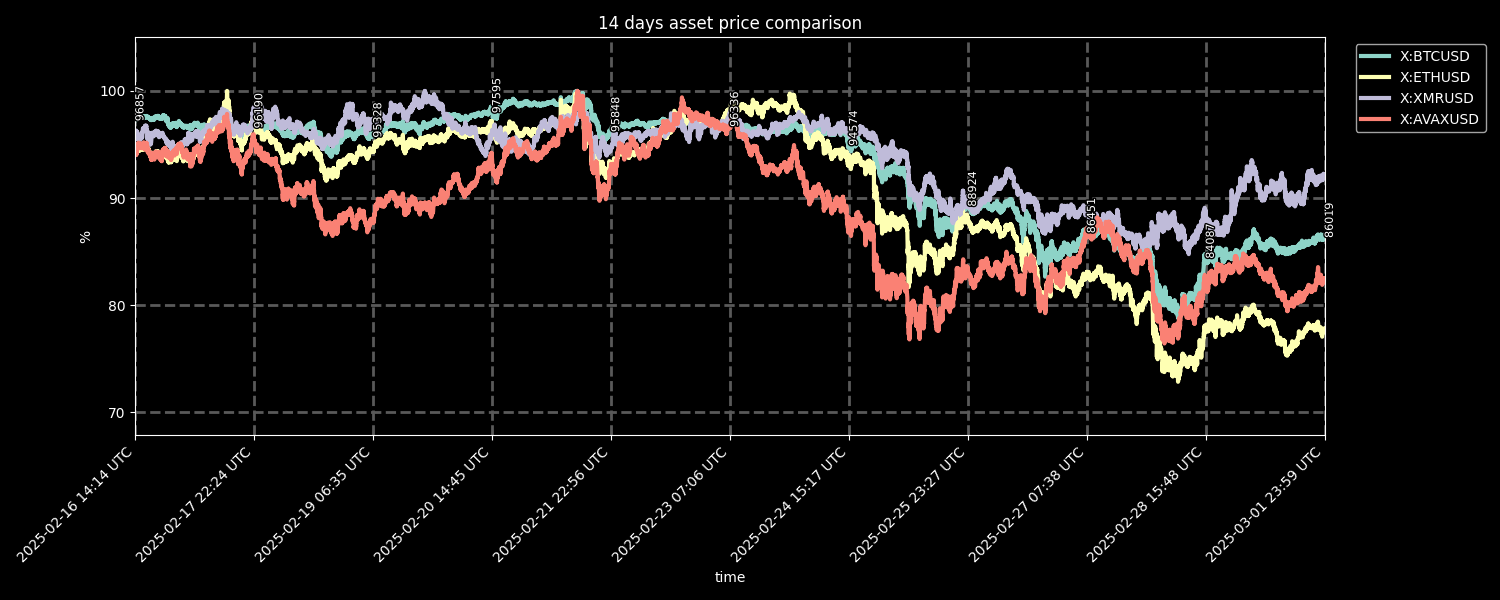 14 days asset price comparison
X:BTCUSD
X:ETHUSD
X:XMRUSD
X:AVAXUSD
%
100
90
80
70
96857
96190
95328
97595
95848
96336
94574
88924
86451
84087
86019
2025-02-16 14:14 UTC
2025-02-17 22:24 UTC
2025-02-19 06:35 UTC
2025-02-20 14:45 UTC
2025-02-21 22:56 UTC
2025-02-23 07:06 UTC
2025-02-24 15:17 UTC
2025-02-25 23:27 UTC
2025-02-27 07:38 UTC
2025-02-28 15:48 UTC
2025-03-01 23:59 UTC
time